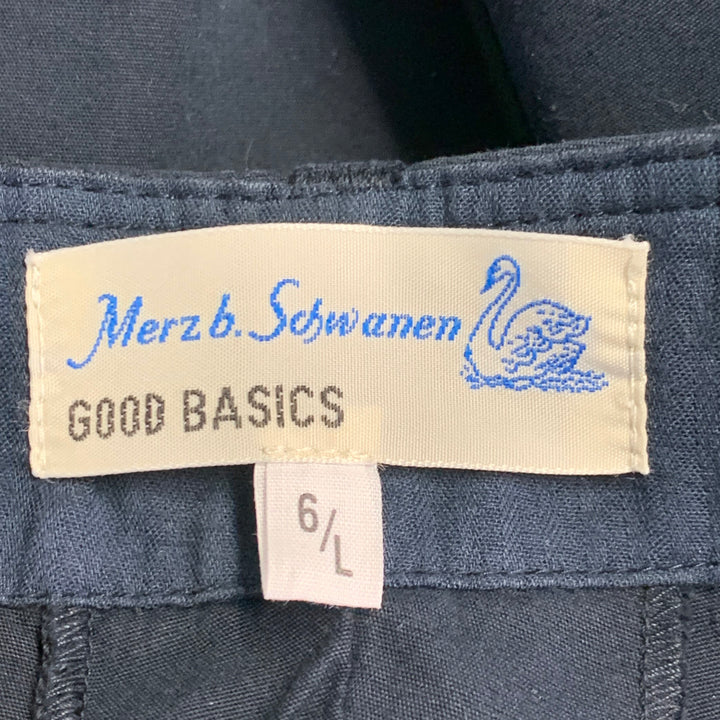 Merz b. Schwanen
GOOD BASICS
6/L